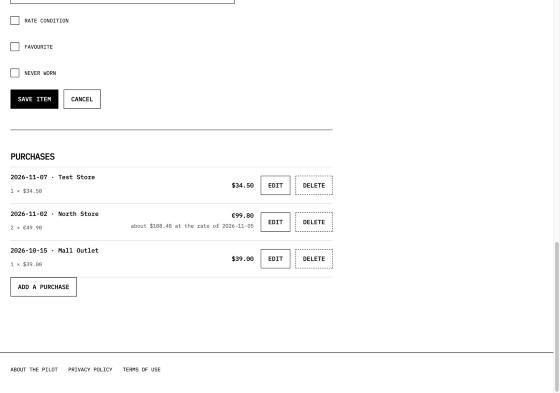 RATE CONDITION
FAVOURITE
NEVER WORN
SAVE ITEM CANCEL
PURCHASES
2026-11-07 · Test Store
1 × $34.50
$34.50 EDIT DELETE
2026-11-02 · North Store
2 × €49.90
€99.80
about $108.48 at the rate of 2026-11-05
EDIT DELETE
2026-10-15 · Mall Outlet
1 × $39.00
$39.00 EDIT DELETE
ADD A PURCHASE
ABOUT THE PILOT PRIVACY POLICY TERMS OF USE